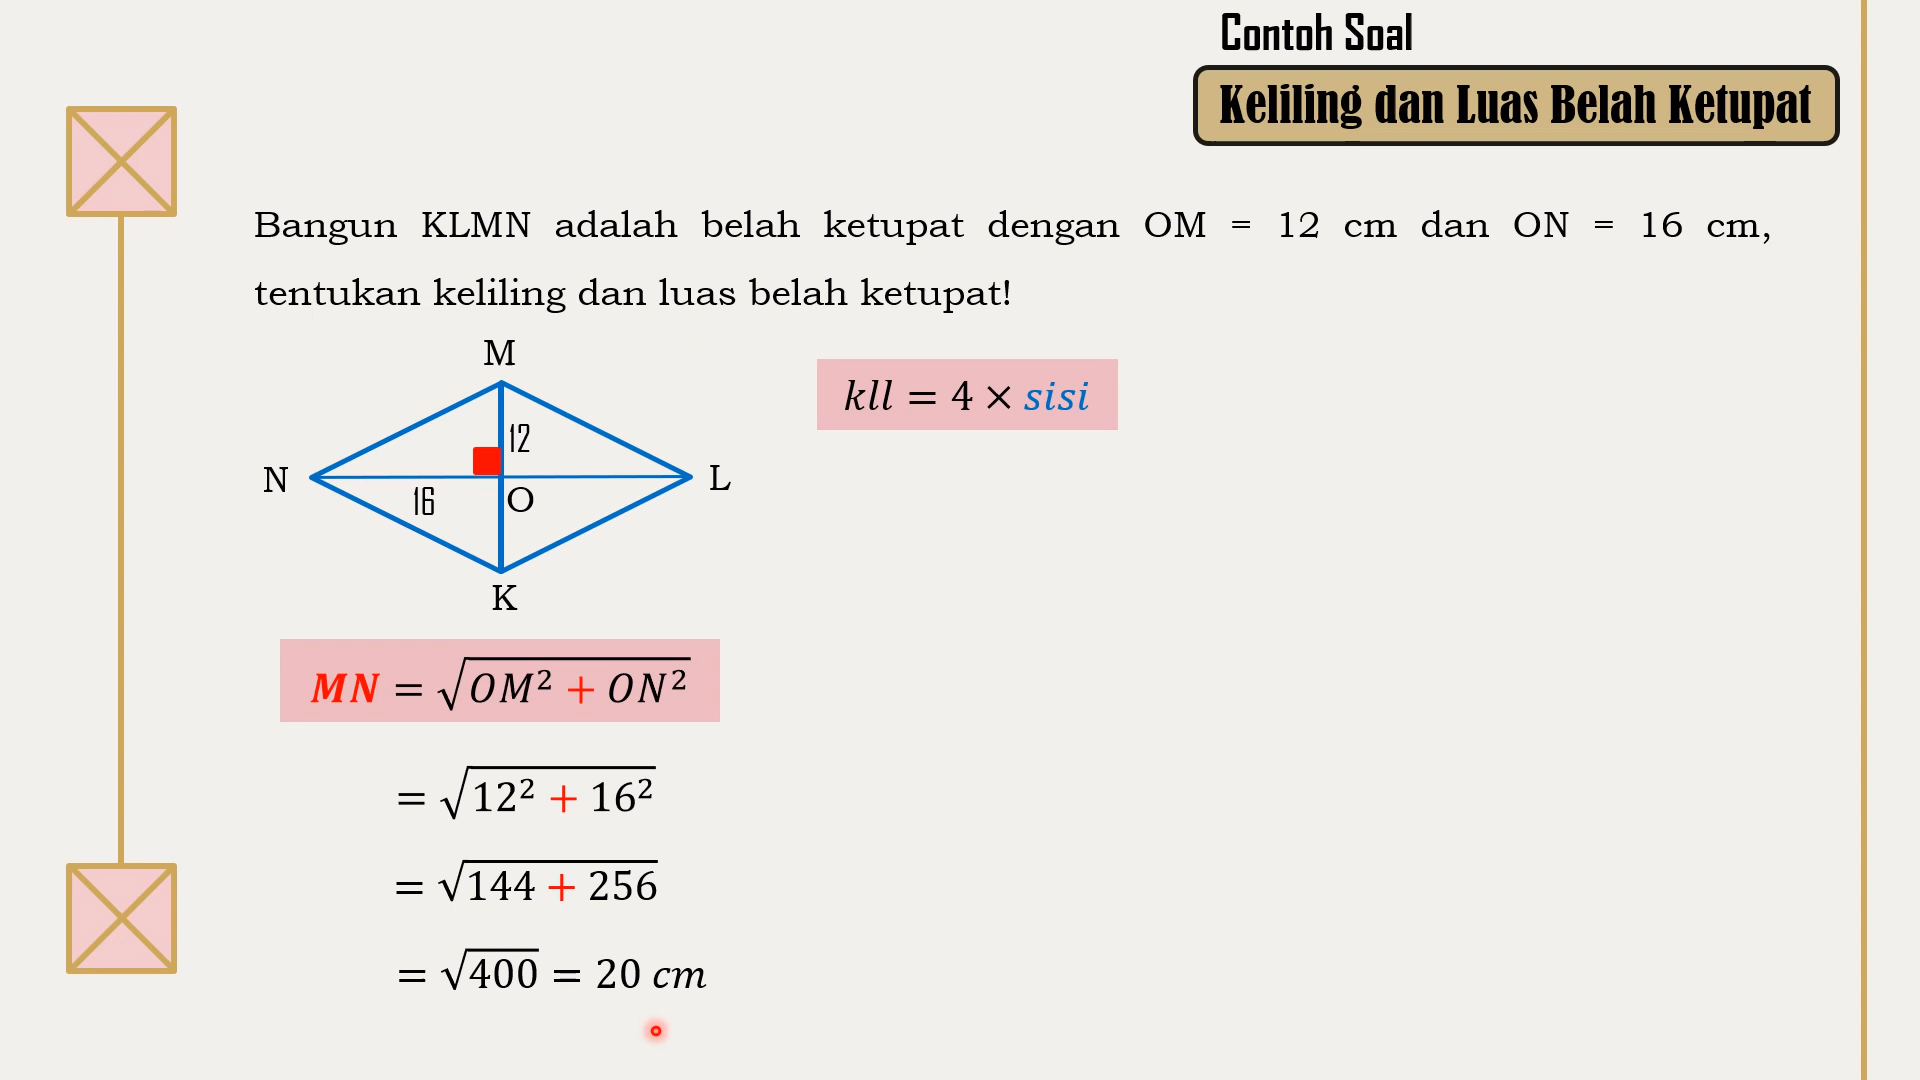 Contoh Soal
Keliling dan Luas Belah Ketupat
Bangun KLMN adalah belah ketupat dengan OM = 12 cm dan ON = 16 cm,
tentukan keliling dan luas belah ketupat!
M
12
N
L
16
O
K
kll = 4 × sisi
MN = √(OM² + ON²)
= √(12² + 16²)
= √(144 + 256)
= √400 = 20 cm